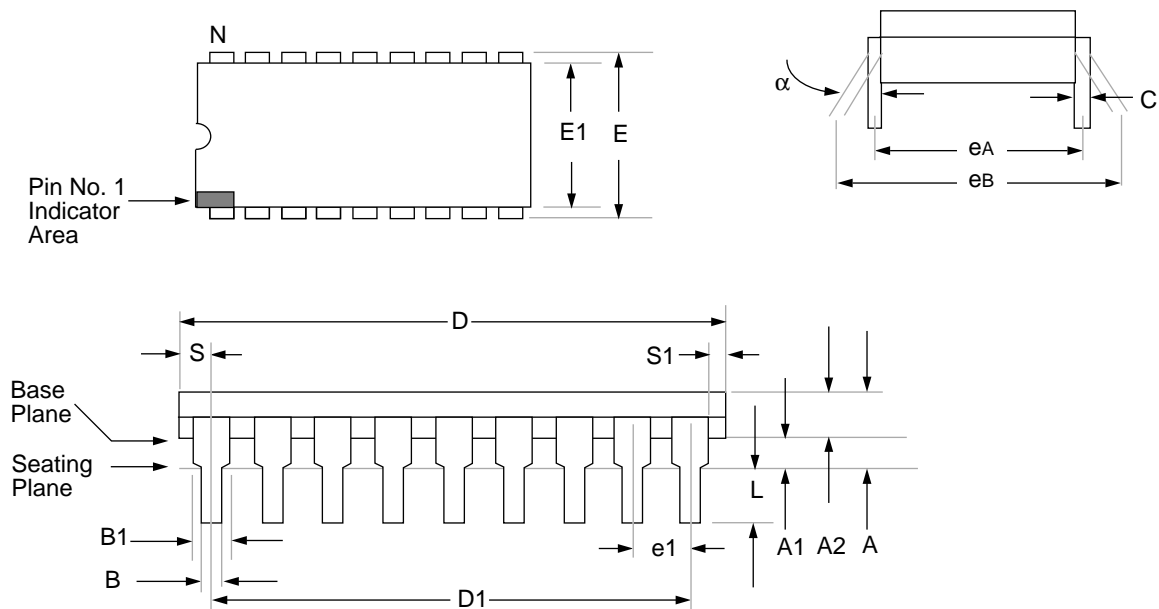 N
E1
E
Pin No. 1
Indicator
Area
α
C
eA
eB
D
S
S1
Base
Plane
Seating
Plane
L
B1
e1
A1
A2
A
B
D1